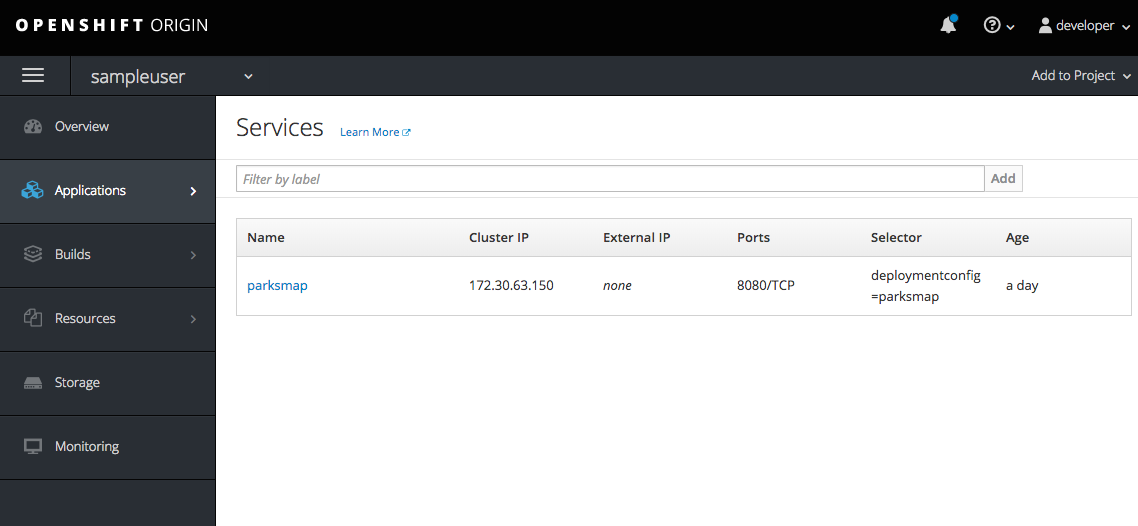 OPENSHIFT ORIGIN
developer
sampleuser
Add to Project
Overview
Applications
Builds
Resources
Storage
Monitoring
Services Learn More
Filter by label
Add
Name Cluster IP External IP Ports Selector Age
parksmap 172.30.63.150 none 8080/TCP deploymentconfig
=parksmap a day